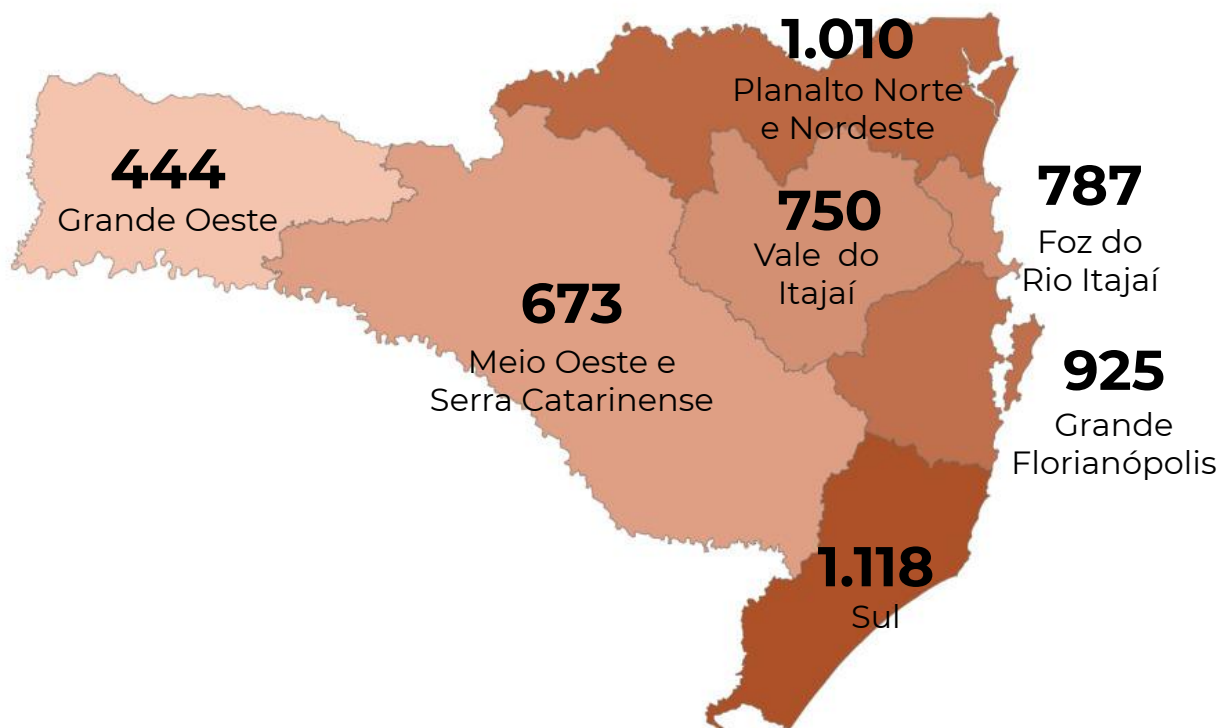 1.010
Planalto Norte
e Nordeste
444
Grande Oeste
787
Foz do
Rio Itajaí
750
Vale do
Itajaí
673
Meio Oeste e
Serra Catarinense
925
Grande
Florianópolis
1.118
Sul